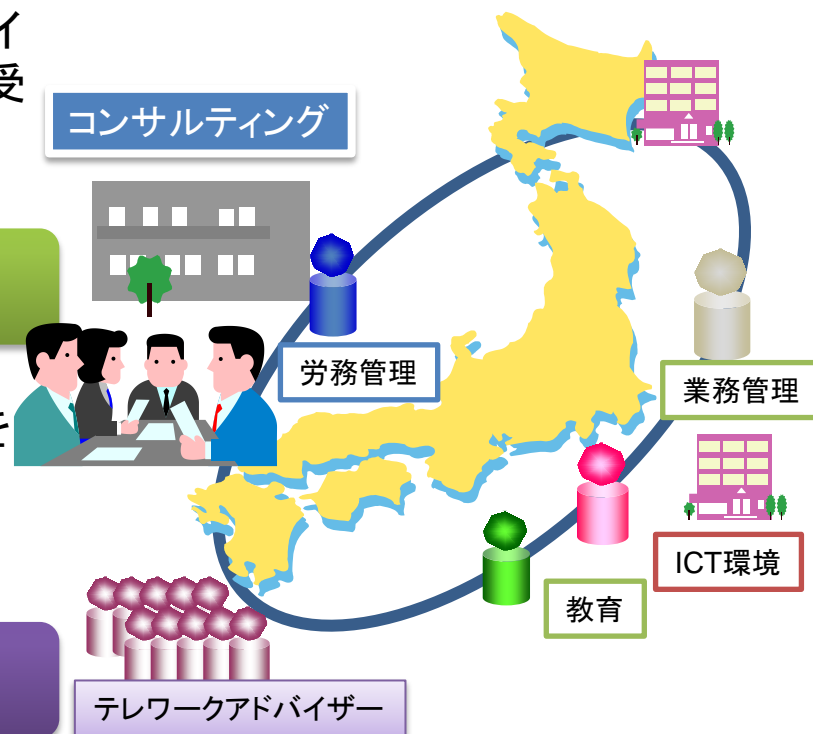 イ
受
コンサルティング
労務管理
業務管理
を
ICT環境
教育
テレワークアドバイザー